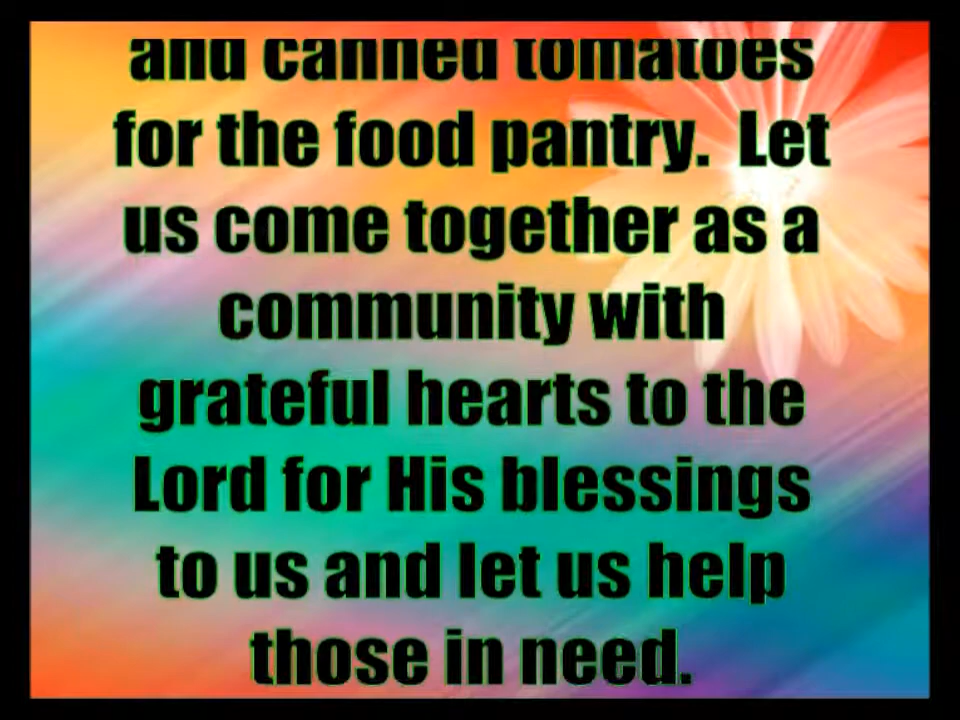 and canned tomatoes
for the food pantry.  Let
us come together as a
community with
grateful hearts to the
Lord for His blessings
to us and let us help
those in need.